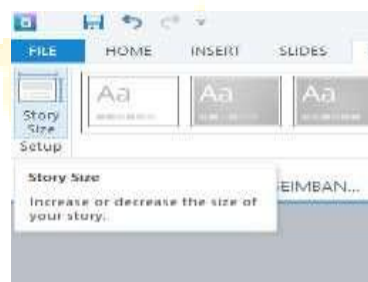 FILE HOME INSERT SLIDES
Story
Size
Setup
Aa Aa Aa
Story Size
Increase or decrease the size of
your story.
EIMBAN...